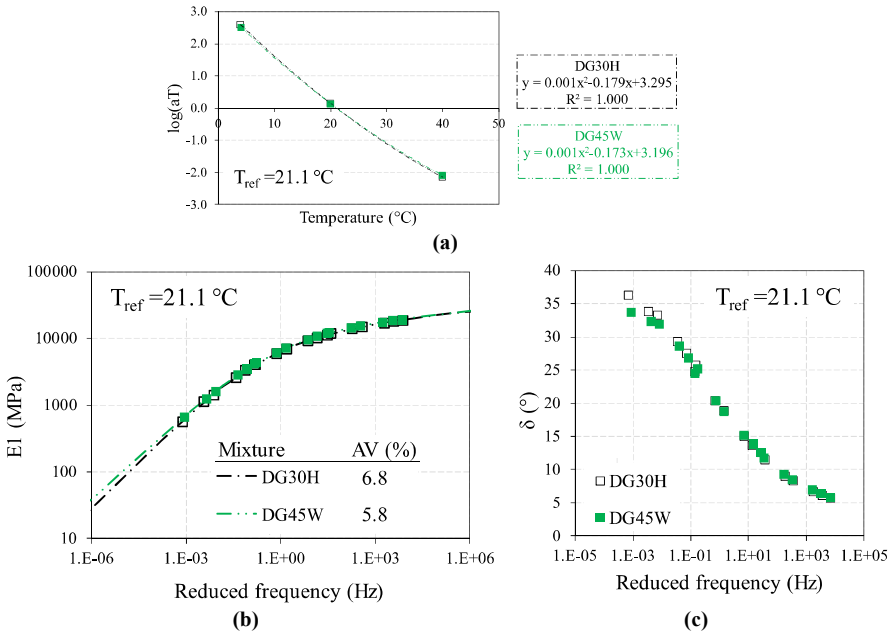 3.0
2.0
1.0
0.0
-1.0
-2.0
-3.0
log(aT)
0 10 20 30 40 50
Temperature (°C)
T_ref =21.1 °C
DG30H
y = 0.001x²-0.179x+3.295
R² = 1.000
DG45W
y = 0.001x²-0.173x+3.196
R² = 1.000
(a)
100000
10000
1000
100
10
E1 (MPa)
T_ref =21.1 °C
Mixture AV (%)
DG30H 6.8
DG45W 5.8
1.E-06 1.E-03 1.E+00 1.E+03 1.E+06
Reduced frequency (Hz)
(b)
40
35
30
25
20
15
10
5
0
δ (°)
T_ref =21.1 °C
DG30H
DG45W
1.E-05 1.E-03 1.E-01 1.E+01 1.E+03 1.E+05
Reduced frequency (Hz)
(c)